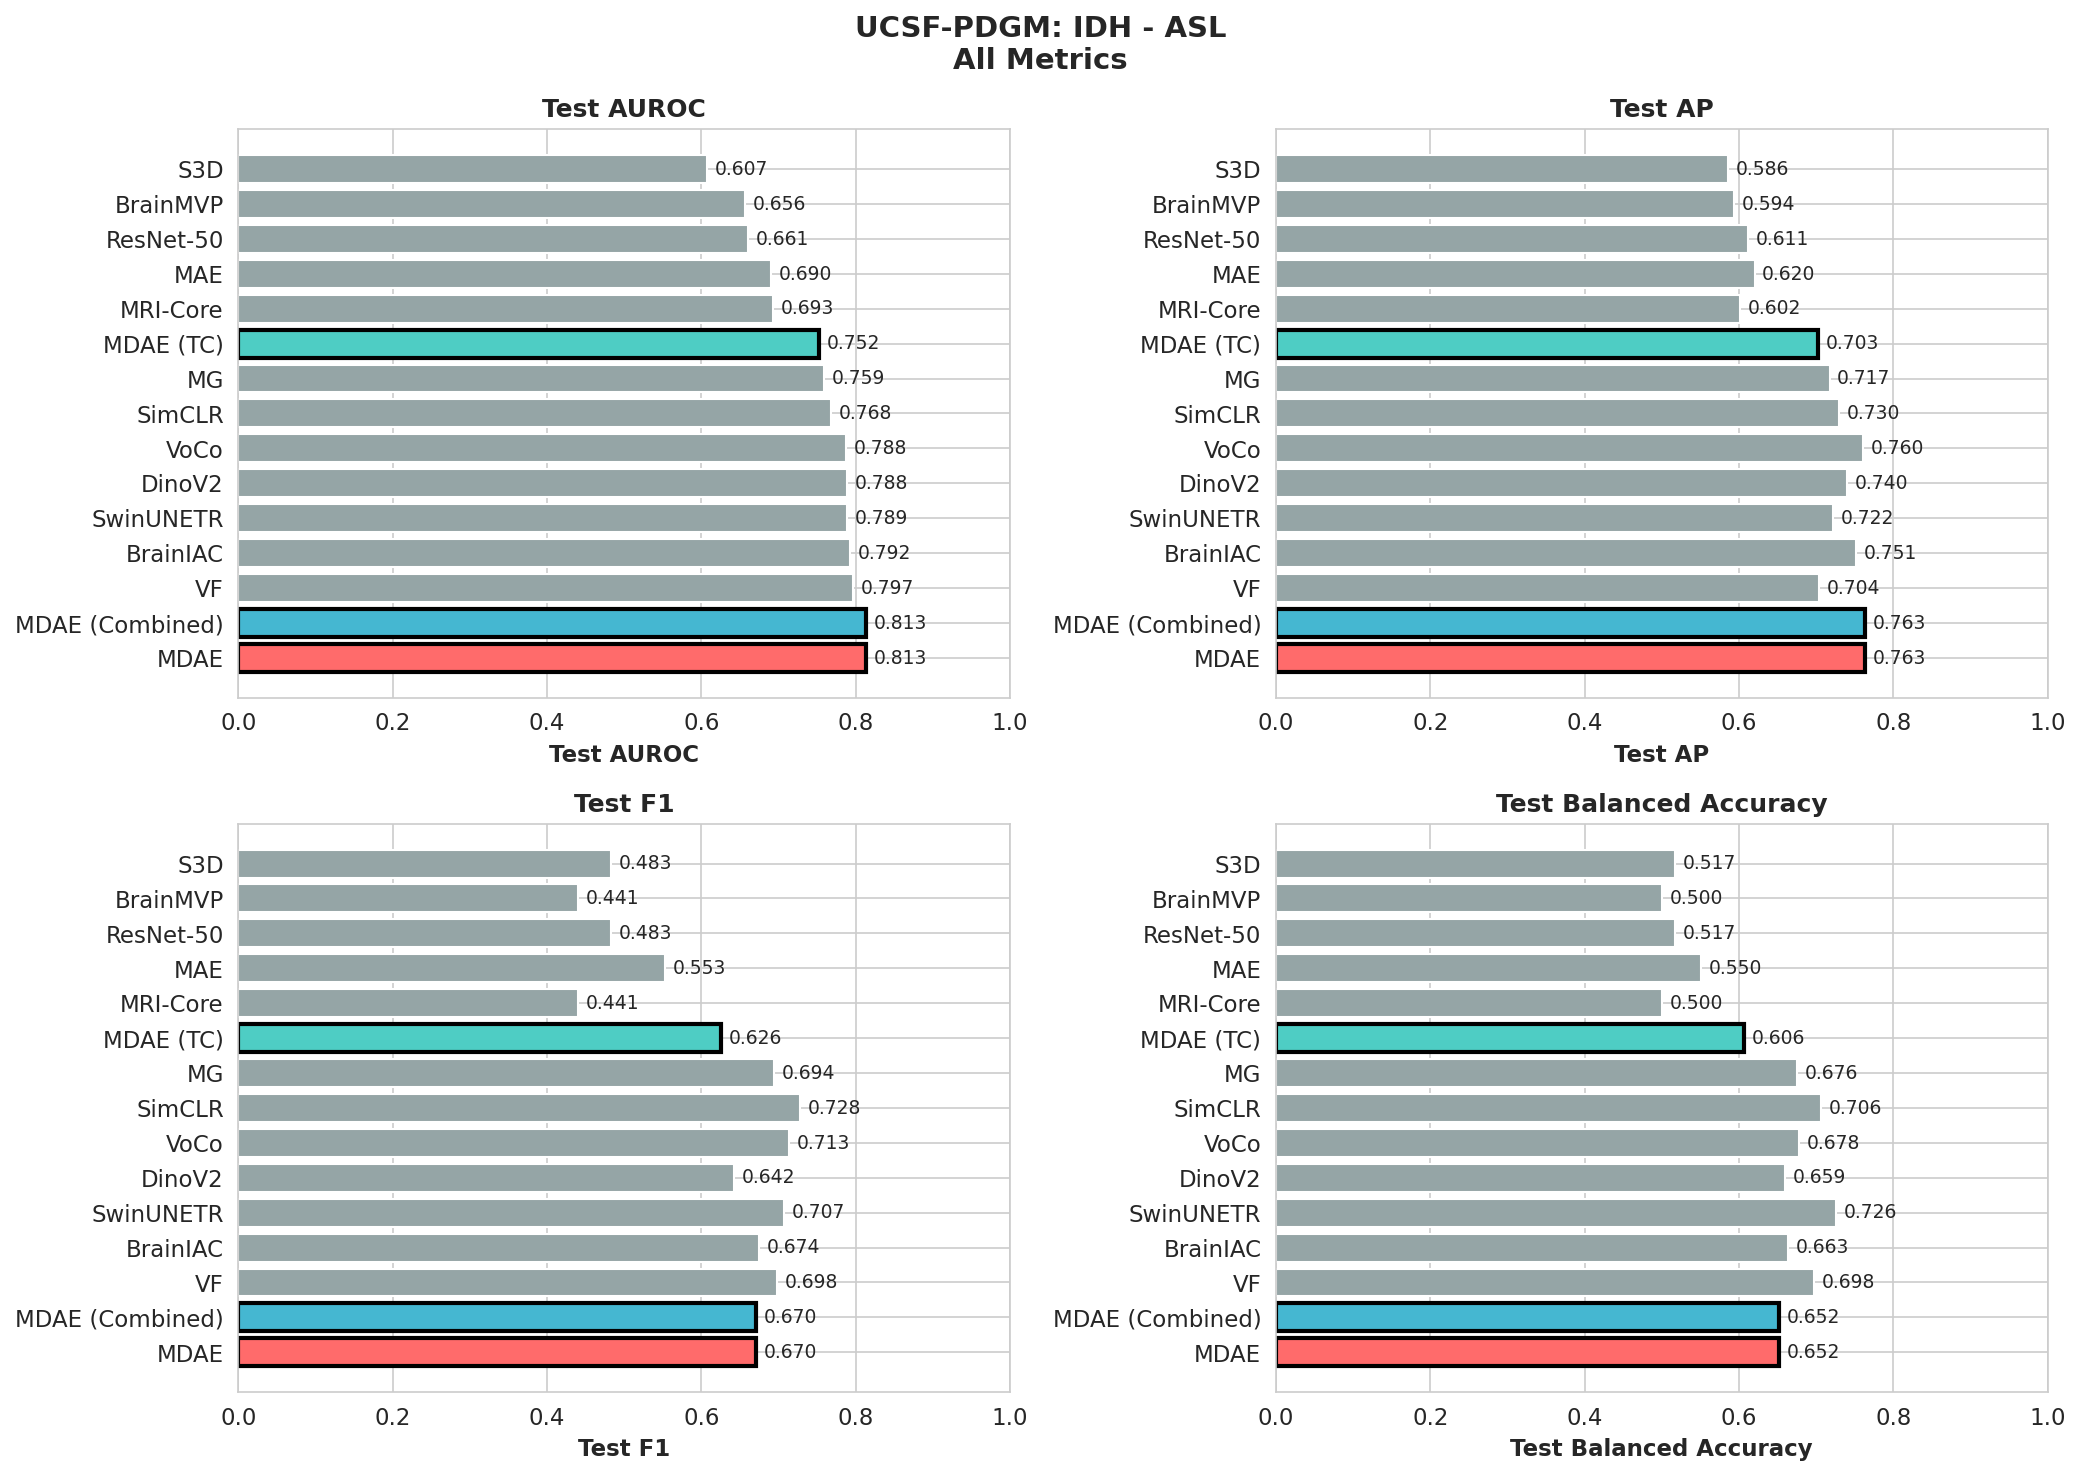 UCSF-PDGM: IDH - ASL
All Metrics
Test AUROC
S3D 0.607
BrainMVP 0.656
ResNet-50 0.661
MAE 0.690
MRI-Core 0.693
MDAE (TC) 0.752
MG 0.759
SimCLR 0.768
VoCo 0.788
DinoV2 0.788
SwinUNETR 0.789
BrainIAC 0.792
VF 0.797
MDAE (Combined) 0.813
MDAE 0.813
0.0 0.2 0.4 0.6 0.8 1.0
Test AUROC
Test AP
S3D 0.586
BrainMVP 0.594
ResNet-50 0.611
MAE 0.620
MRI-Core 0.602
MDAE (TC) 0.703
MG 0.717
SimCLR 0.730
VoCo 0.760
DinoV2 0.740
SwinUNETR 0.722
BrainIAC 0.751
VF 0.704
MDAE (Combined) 0.763
MDAE 0.763
0.0 0.2 0.4 0.6 0.8 1.0
Test AP
Test F1
S3D 0.483
BrainMVP 0.441
ResNet-50 0.483
MAE 0.553
MRI-Core 0.441
MDAE (TC) 0.626
MG 0.694
SimCLR 0.728
VoCo 0.713
DinoV2 0.642
SwinUNETR 0.707
BrainIAC 0.674
VF 0.698
MDAE (Combined) 0.670
MDAE 0.670
0.0 0.2 0.4 0.6 0.8 1.0
Test F1
Test Balanced Accuracy
S3D 0.517
BrainMVP 0.500
ResNet-50 0.517
MAE 0.550
MRI-Core 0.500
MDAE (TC) 0.606
MG 0.676
SimCLR 0.706
VoCo 0.678
DinoV2 0.659
SwinUNETR 0.726
BrainIAC 0.663
VF 0.698
MDAE (Combined) 0.652
MDAE 0.652
0.0 0.2 0.4 0.6 0.8 1.0
Test Balanced Accuracy